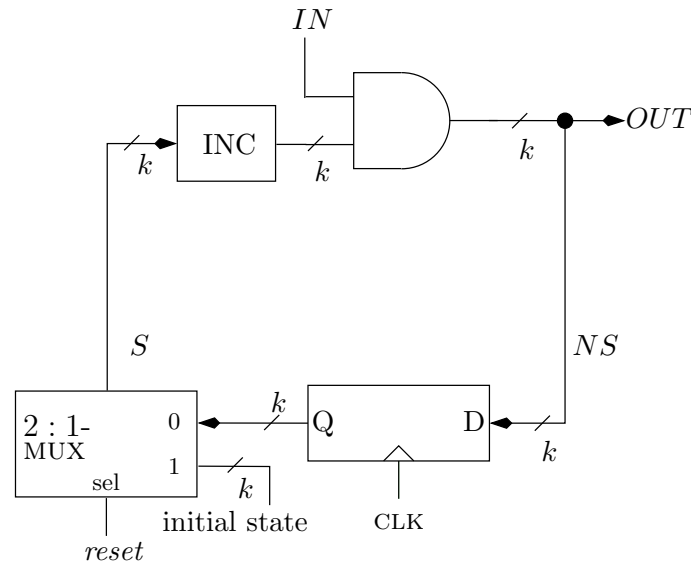 IN
OUT
INC
k
k
k
S
NS
k
Q
D
k
2 : 1-
MUX
0
1
sel
k
initial state
CLK
reset